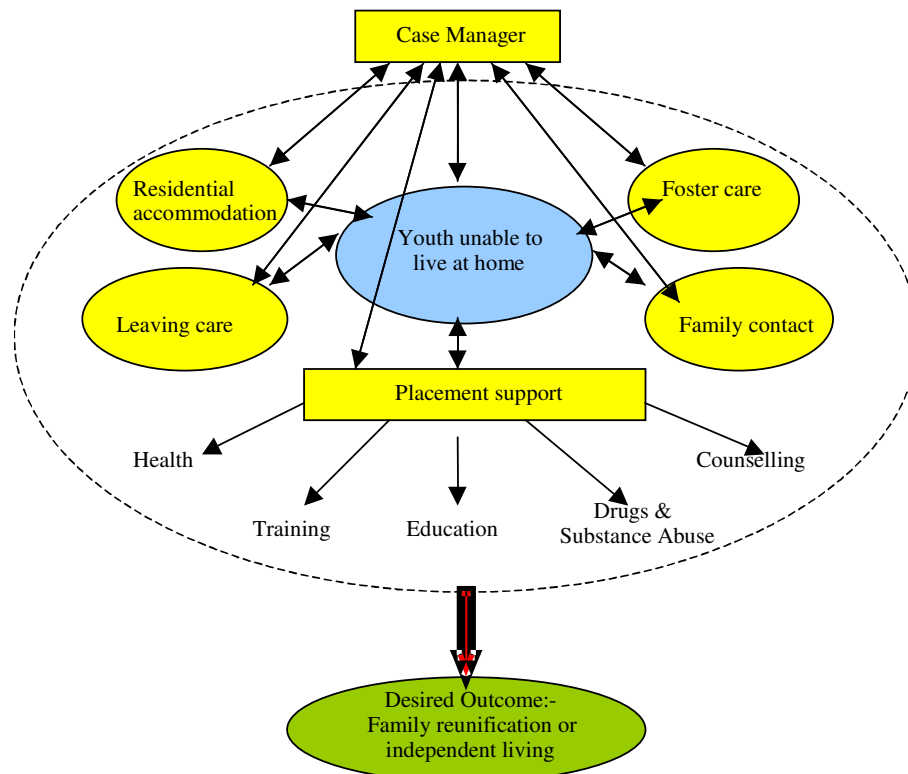 Case Manager
Residential
accommodation
Foster care
Youth unable to
live at home
Leaving care
Family contact
Placement support
Health
Counselling
Training
Education
Drugs &
Substance Abuse
Desired Outcome:-
Family reunification or
independent living